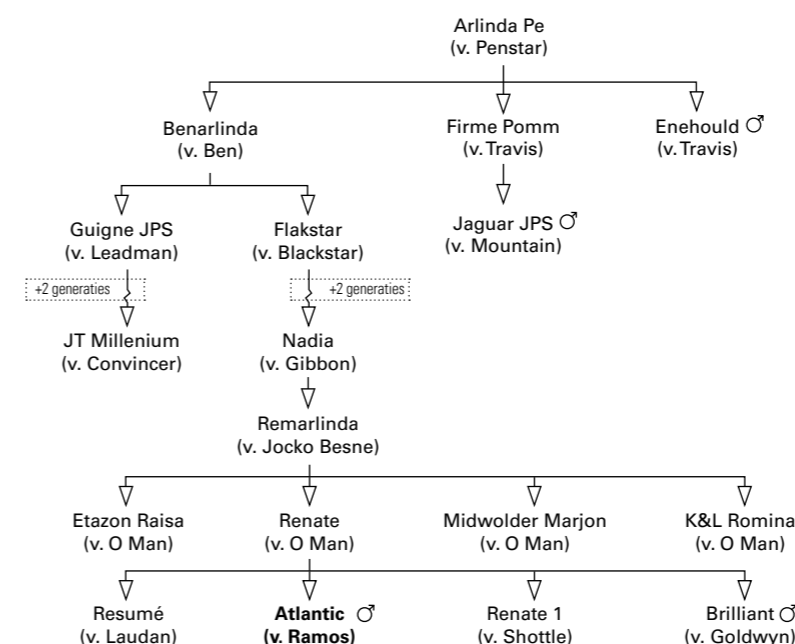 Arlinda Pe
(v. Penstar)
Benarlinda
(v. Ben)
Firme Pomm
(v. Travis)
Enehould ♂
(v. Travis)
Guigne JPS
(v. Leadman)
Flakstar
(v. Blackstar)
Jaguar JPS ♂
(v. Mountain)
+2 generaties
+2 generaties
JT Millenium
(v. Convincer)
Nadia
(v. Gibbon)
Remarlinda
(v. Jocko Besne)
Etazon Raisa
(v. O Man)
Renate
(v. O Man)
Midwolder Marjon
(v. O Man)
K&L Romina
(v. O Man)
Resumé
(v. Laudan)
Atlantic ♂
(v. Ramos)
Renate 1
(v. Shottle)
Brilliant ♂
(v. Goldwyn)